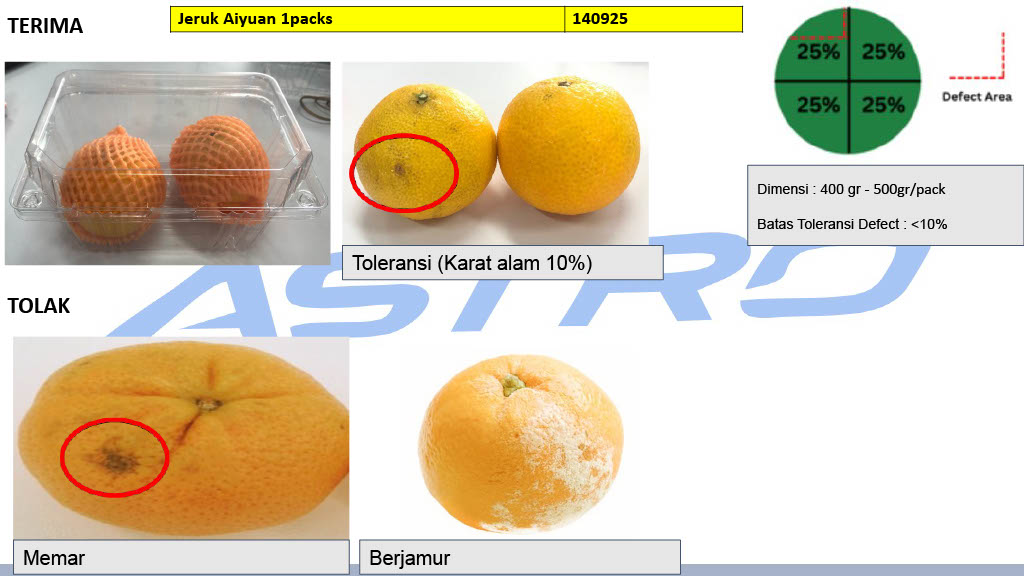 TERIMA
Jeruk Aiyuan 1packs 140925
25% 25%
25% 25%
Defect Area
Dimensi : 400 gr - 500gr/pack
Batas Toleransi Defect : <10%
Toleransi (Karat alam 10%)
ASTRO
TOLAK
Memar
Berjamur